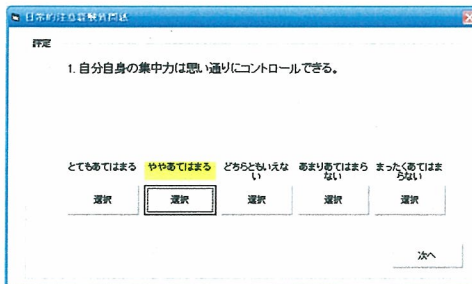 評定
1. 自分自身の集中力は思い通りにコントロールできる。
とてもあてはまる
ややあてはまる
どちらともいえな
い
あまりあてはまら
ない
まったくあてはま
らない
選択
選択
選択
選択
選択
次へ